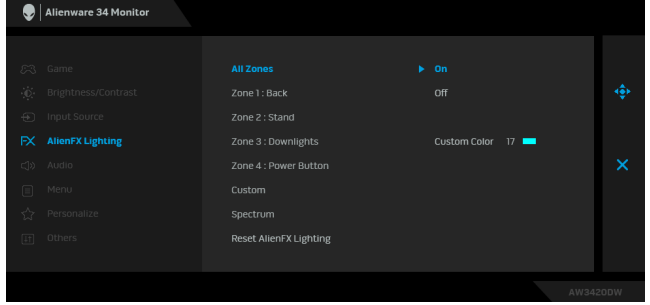 Alienware 34 Monitor
Game
All Zones On
Brightness/Contrast Zone 1 : Back Off
Input Source Zone 2 : Stand
FX AlienFX Lighting Zone 3 : Downlights Custom Color 17
Audio Zone 4 : Power Button
Menu Custom
Personalize Spectrum
Others Reset AlienFX Lighting
AW3420DW